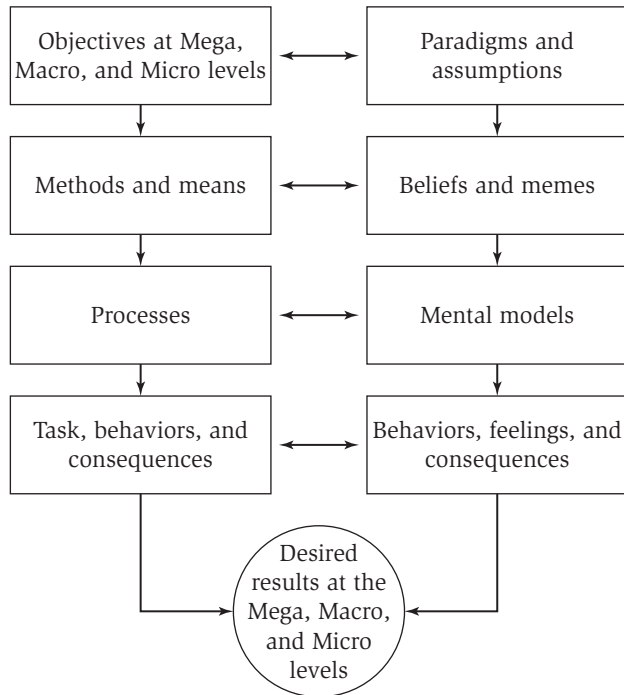 Objectives at Mega,
Macro, and Micro levels
Paradigms and
assumptions
Methods and means
Beliefs and memes
Processes
Mental models
Task, behaviors, and
consequences
Behaviors, feelings, and
consequences
Desired
results at the
Mega, Macro,
and Micro
levels